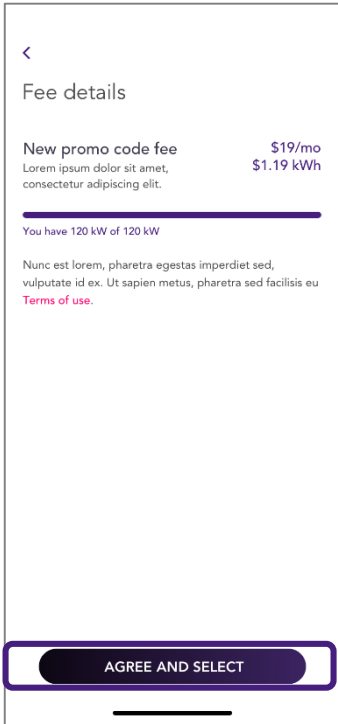 Fee details
New promo code fee
$19/mo
Lorem ipsum dolor sit amet,
$1.19 kWh
consectetur adipiscing elit.
You have 120 kW of 120 kW
Nunc est lorem, pharetra egestas imperdiet sed,
vulputate id ex. Ut sapien metus, pharetra sed facilisis eu
Terms of use.
AGREE AND SELECT